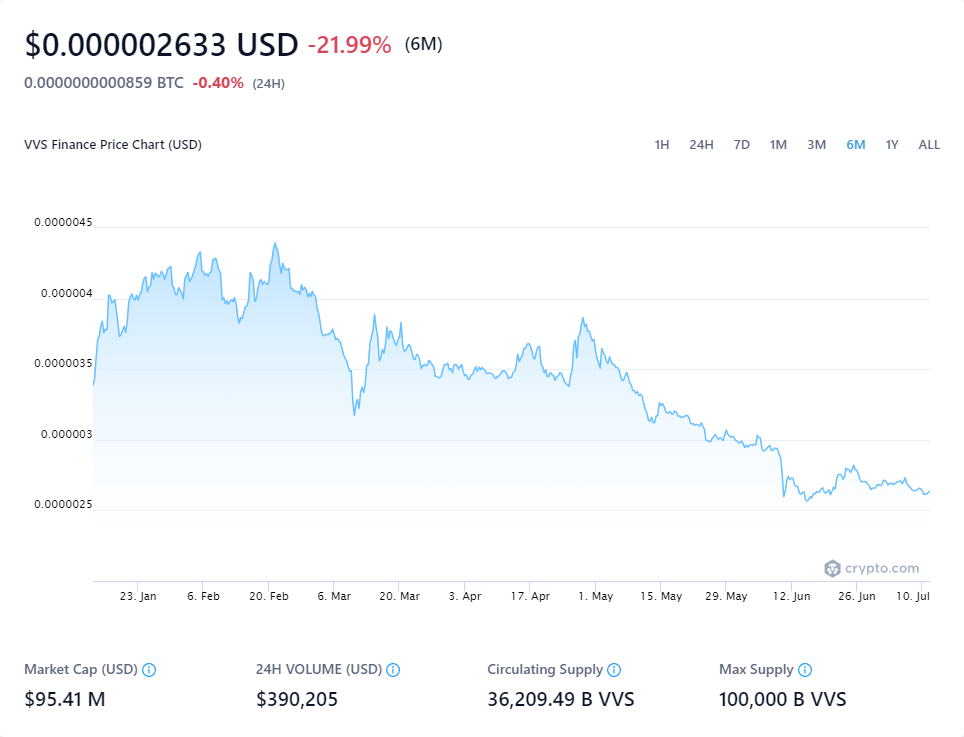 $0.000002633 USD -21.99% (6M)
0.0000000000859 BTC -0.40% (24H)
VVS Finance Price Chart (USD) 1H 24H 7D 1M 3M 6M 1Y ALL
0.0000045
0.000004
0.0000035
0.000003
0.0000025
crypto.com
23. Jan 6. Feb 20. Feb 6. Mar 20. Mar 3. Apr 17. Apr 1. May 15. May 29. May 12. Jun 26. Jun 10. Jul
Market Cap (USD) 24H VOLUME (USD) Circulating Supply Max Supply
$95.41 M $390,205 36,209.49 B VVS 100,000 B VVS